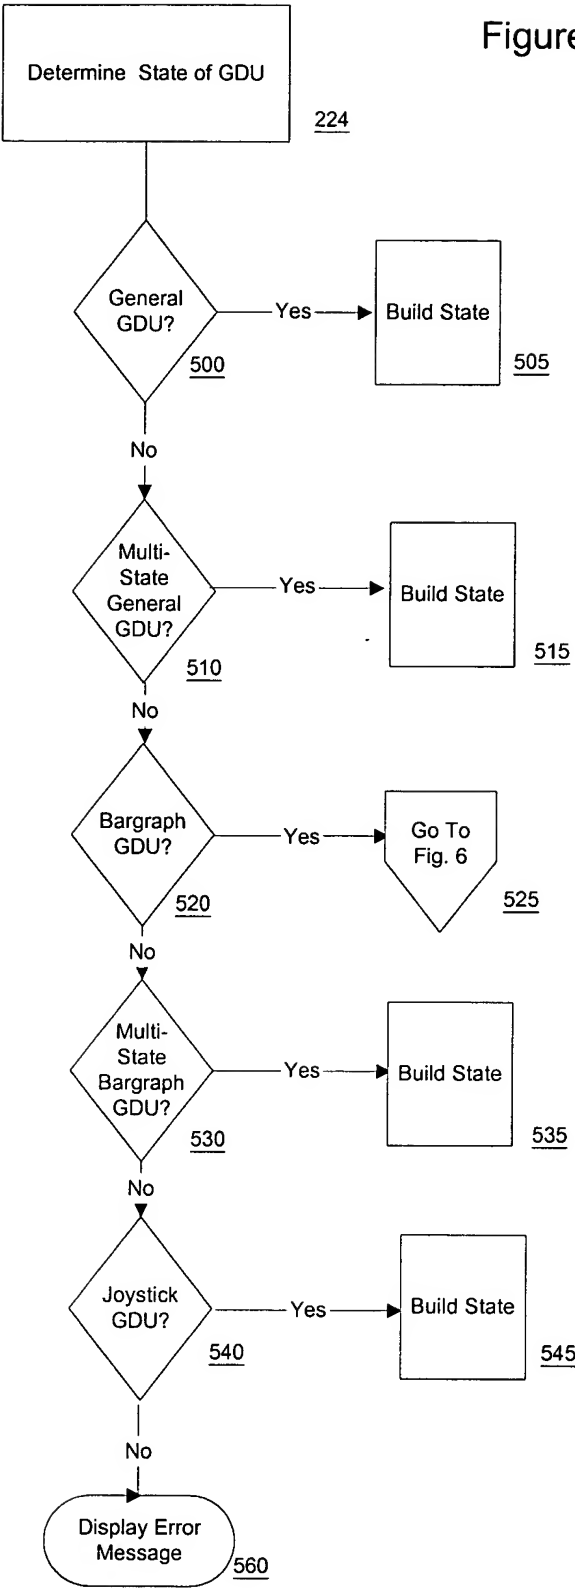 Figure
Determine State of GDU
224
General
GDU?
500
Yes
Build State
505
No
Multi-
State
General
GDU?
510
Yes
Build State
515
No
Bargraph
GDU?
520
Yes
Go To
Fig. 6
525
No
Multi-
State
Bargraph
GDU?
530
Yes
Build State
535
No
Joystick
GDU?
540
Yes
Build State
545
No
Display Error
Message
560